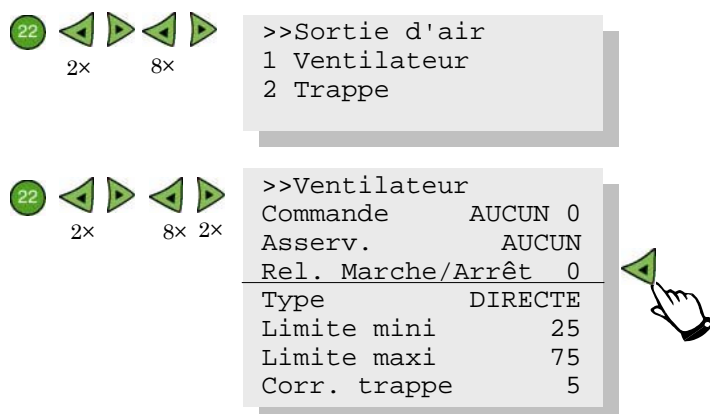 22
2× 8×
>>Sortie d'air
1 Ventilateur
2 Trappe
22
2× 8× 2×
>>Ventilateur
Commande AUCUN 0
Asserv. AUCUN
Rel. Marche/Arrêt 0
Type DIRECTE
Limite mini 25
Limite maxi 75
Corr. trappe 5